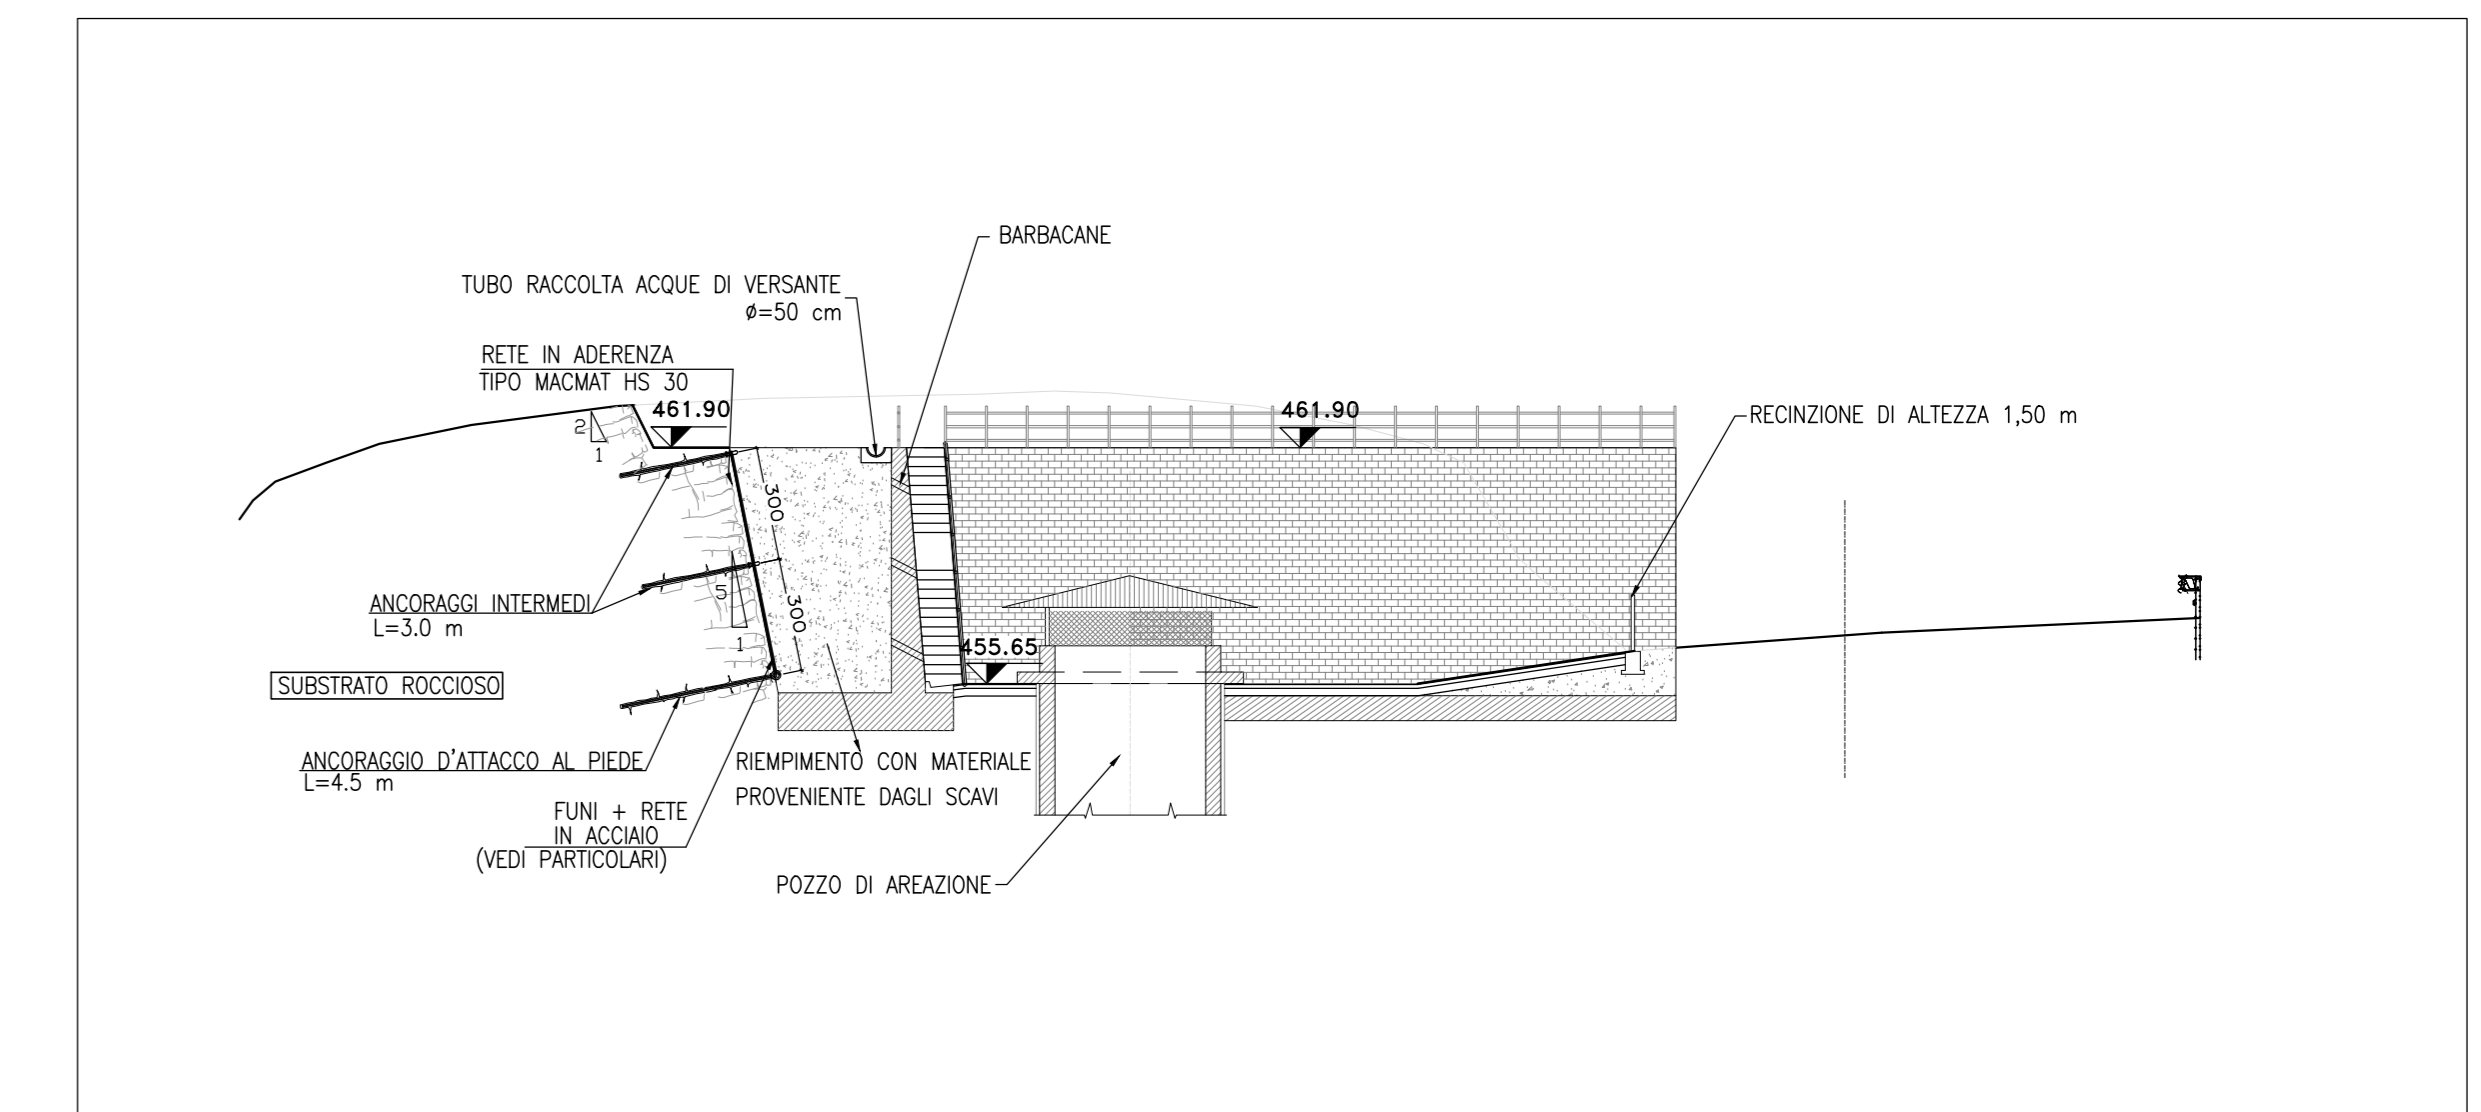 BARBACANE
TUBO RACCOLTA ACQUE DI VERSANTE
Ø=50 cm
RETE IN ADERENZA
TIPO MACMAT HS 30
461.90
461.90
RECINZIONE DI ALTEZZA 1,50 m
2
1
300
ANCORAGGI INTERMEDI
L=3.0 m
5
1
300
455.65
SUBSTRATO ROCCIOSO
ANCORAGGIO D'ATTACCO AL PIEDE
L=4.5 m
RIEMPIMENTO CON MATERIALE
PROVENIENTE DAGLI SCAVI
FUNI + RETE
IN ACCIAIO
(VEDI PARTICOLARI)
POZZO DI AREAZIONE